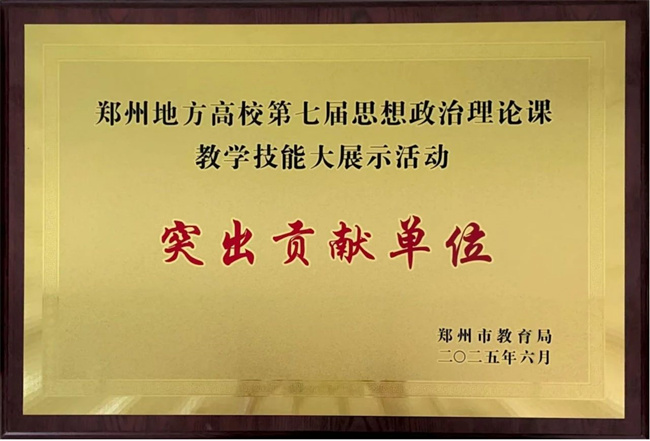 郑州地方高校第七届思想政治理论课
教学技能大展示活动
突出贡献单位
郑州市教育局
二〇二五年六月